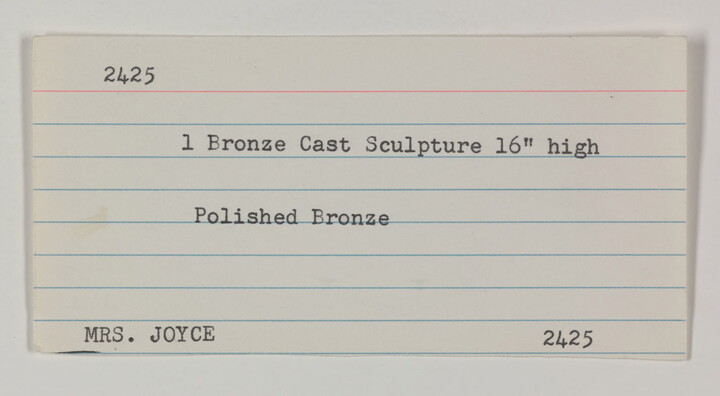 2425
1 Bronze Cast Sculpture 16" high
Polished Bronze
MRS. JOYCE 2425